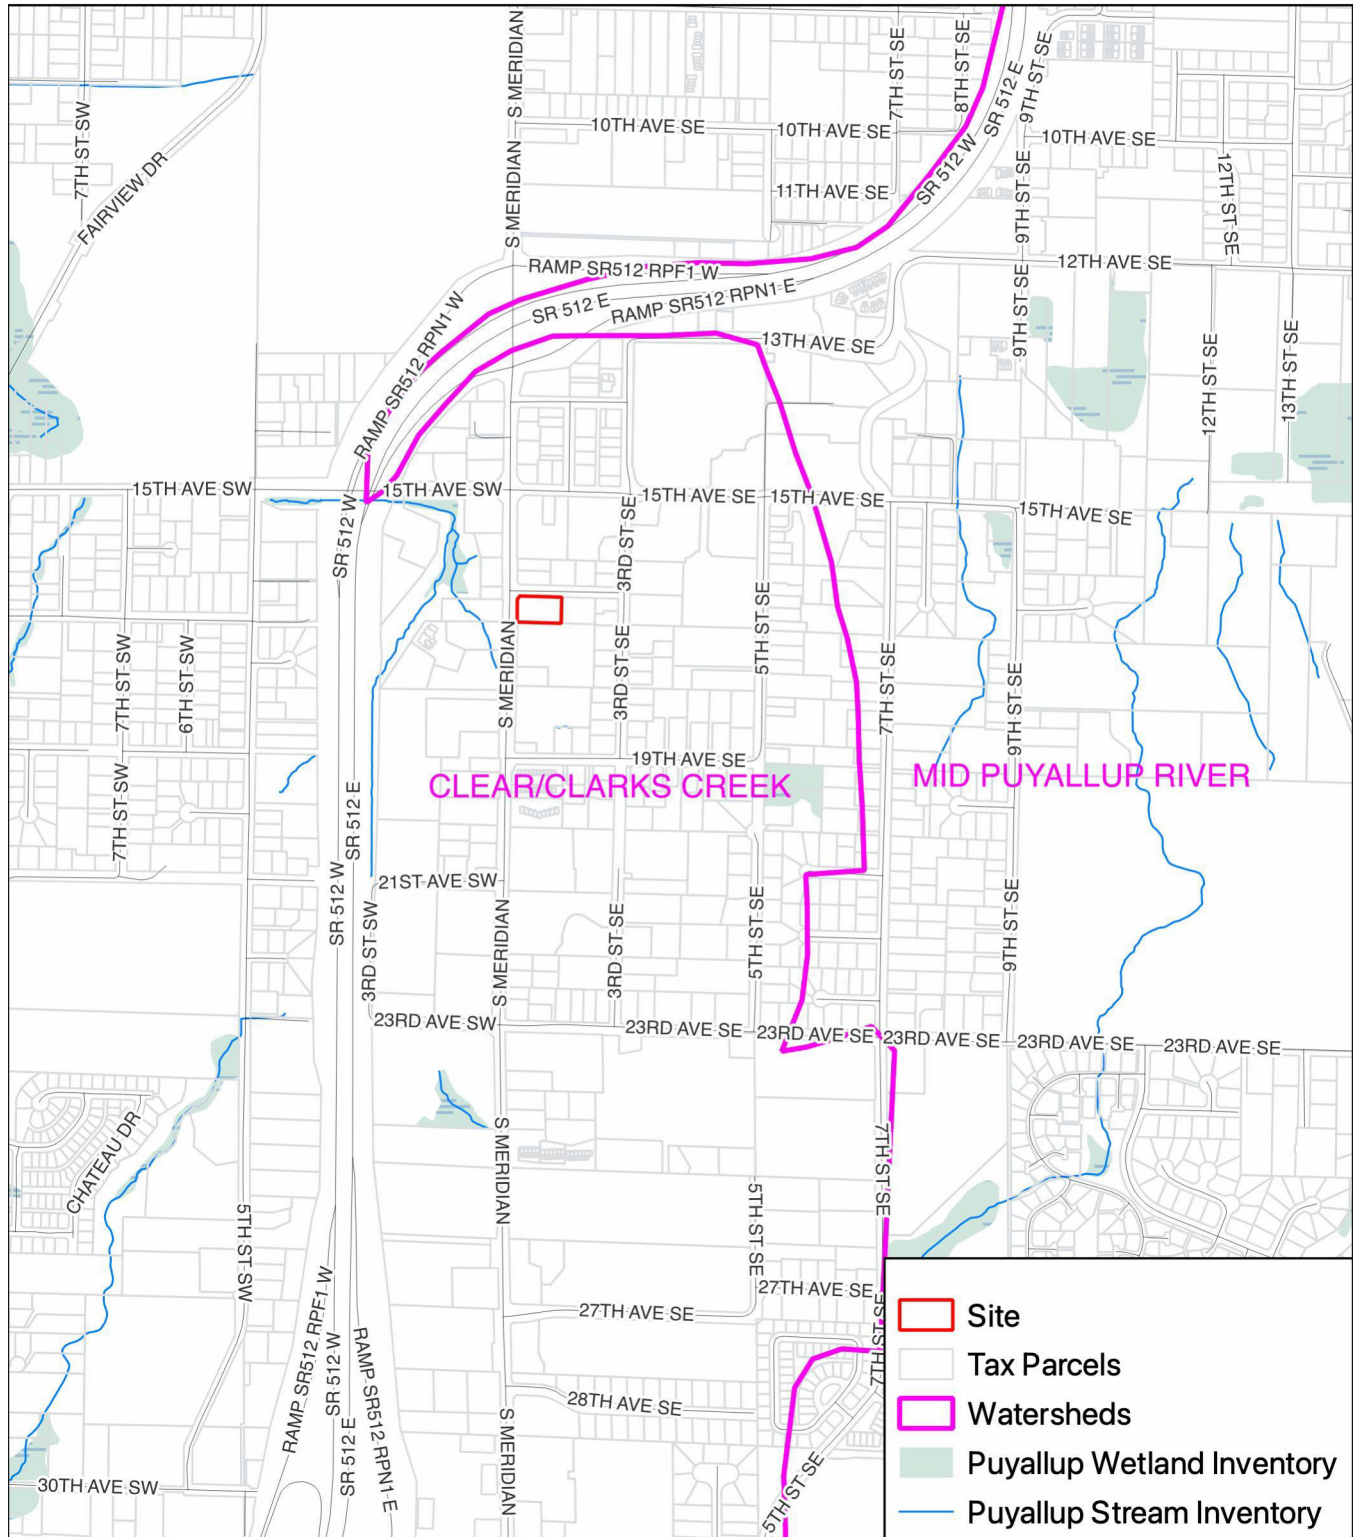 S MERIDIAN
7TH ST SE
8TH ST SE
9TH ST SE
SR 512 E
7TH ST SW
FAIRVIEW DR
10TH AVE SE
10TH AVE SE
10TH AVE SE
SR 512 W
12TH ST SE
11TH AVE SE
9TH ST SE
S MERIDIAN
RAMP SR512 RPF1 W
12TH AVE SE
RAMP SR512 RPN1 W
SR 512 E
RAMP SR512 RPN1 E
9TH ST SE
13TH AVE SE
12TH ST SE
13TH ST SE
RAMP SR512 RPN1 W
15TH AVE SW
15TH AVE SW
15TH AVE SE
15TH AVE SE
15TH AVE SE
SR 512 W
3RD ST SE
5TH ST SE
7TH ST SW
6TH ST SW
S MERIDIAN
3RD ST SE
7TH ST SE
9TH ST SE
19TH AVE SE
CLEAR/CLARKS CREEK
MID PUYALLUP RIVER
7TH ST SW
SR 512 E
SR 512 W
21ST AVE SW
3RD ST SW
S MERIDIAN
3RD ST SE
5TH ST SE
9TH ST SE
23RD AVE SW
23RD AVE SE
23RD AVE SE
23RD AVE SE
23RD AVE SE
23RD AVE SE
CHATEAU DR
S MERIDIAN
7TH ST SE
5TH ST SW
5TH ST SE
27TH AVE SE
27TH AVE SE
7TH ST SE
RAMP SR512 RPF1 W
SR 512 W
RAMP SR512 RPN1 E
28TH AVE SE
S MERIDIAN
SR 512 E
30TH AVE SW
5TH ST SE
Site
Tax Parcels
Watersheds
Puyallup Wetland Inventory
Puyallup Stream Inventory